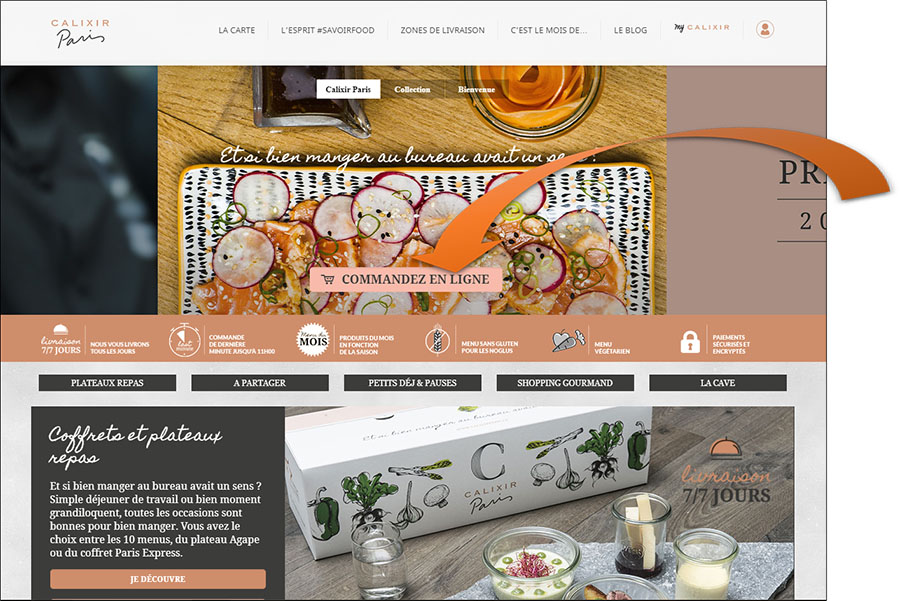 CALIXIR
Paris
LA CARTE
L'ESPRIT #SAVOIRFOOD
ZONES DE LIVRAISON
C'EST LE MOIS DE...
LE BLOG
my CALIXIR
Calixir Paris
Collection
Bienvenue
Et si bien manger au bureau avait un sens ?
COMMANDEZ EN LIGNE
livraison
7/7 JOURS
NOUS VOUS LIVRONS
TOUS LES JOURS
last
minute
COMMANDE
DE DERNIÈRE
MINUTE JUSQU'À 11H00
Menu du
MOIS
PRODUITS DU MOIS
EN FONCTION
DE LA SAISON
MENU SANS GLUTEN
POUR LES NOGLUS
MENU
VÉGÉTARIEN
PAIEMENTS
SÉCURISÉS ET
ENCRYPTÉS
PLATEAUX REPAS
A PARTAGER
PETITS DÉJ & PAUSES
SHOPPING GOURMAND
LA CAVE
Coffrets et plateaux
repas
Et si bien manger au bureau avait un sens ?
Simple déjeuner de travail ou bien moment
grandiloquent, toutes les occasions sont
bonnes pour bien manger. Vous avez le
choix entre les 10 menus, du plateau Agape
ou du coffret Paris Express.
JE DÉCOUVRE
Et si bien manger au bureau avait
C
CALIXIR
Paris
livraison
7/7 JOURS